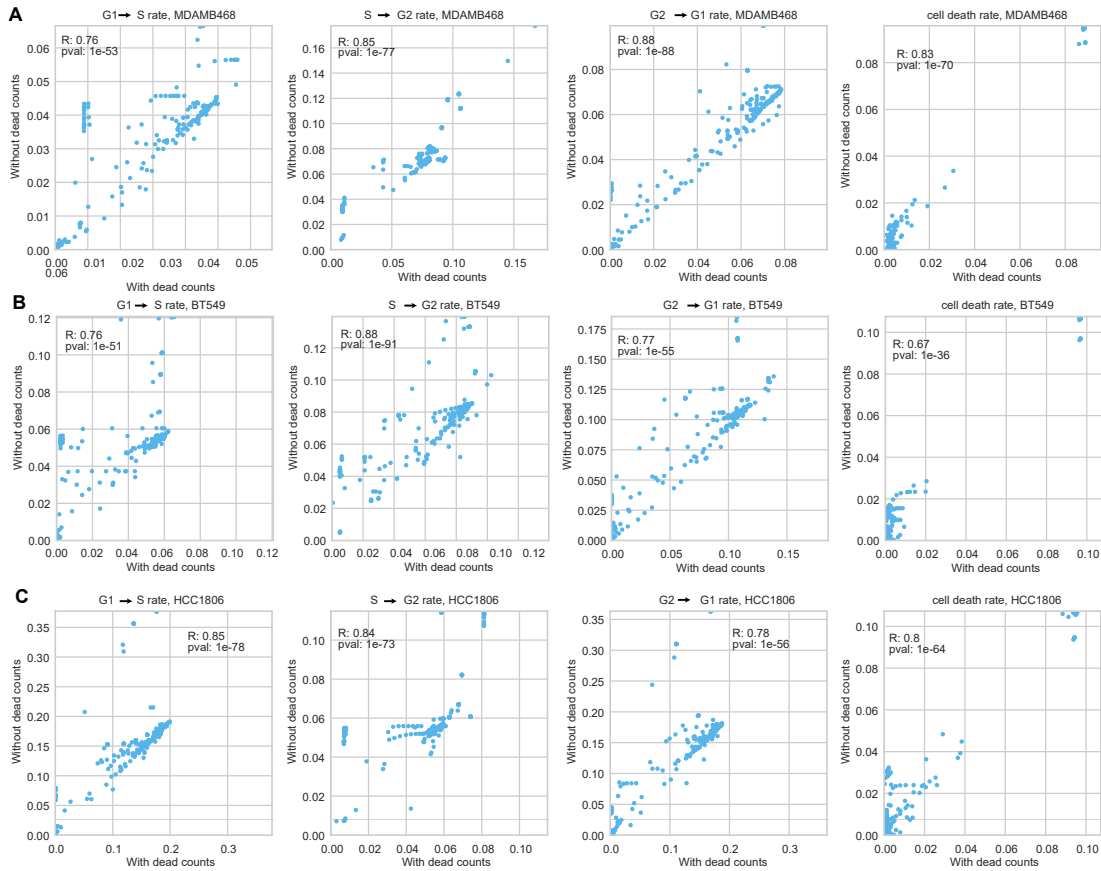 A
G1 → S rate, MDAMB468
R: 0.76
pval: 1e-53
Without dead counts
0.06
0.05
0.04
0.03
0.02
0.01
0.00
0.00
0.06
0.01
0.02
0.03
0.04
0.05
With dead counts
S → G2 rate, MDAMB468
R: 0.85
pval: 1e-77
Without dead counts
0.16
0.14
0.12
0.10
0.08
0.06
0.04
0.02
0.00
0.00
0.05
0.10
0.15
With dead counts
G2 → G1 rate, MDAMB468
R: 0.88
pval: 1e-88
Without dead counts
0.08
0.06
0.04
0.02
0.00
0.00
0.02
0.04
0.06
0.08
With dead counts
cell death rate, MDAMB468
R: 0.83
pval: 1e-70
Without dead counts
0.08
0.06
0.04
0.02
0.00
0.00
0.02
0.04
0.06
0.08
With dead counts
B
G1 → S rate, BT549
R: 0.76
pval: 1e-51
Without dead counts
0.12
0.10
0.08
0.06
0.04
0.02
0.00
0.00
0.02
0.04
0.06
0.08
0.10
0.12
With dead counts
S → G2 rate, BT549
R: 0.88
pval: 1e-91
Without dead counts
0.12
0.10
0.08
0.06
0.04
0.02
0.00
0.00
0.02
0.04
0.06
0.08
0.10
0.12
With dead counts
G2 → G1 rate, BT549
R: 0.77
pval: 1e-55
Without dead counts
0.175
0.150
0.125
0.100
0.075
0.050
0.025
0.000
0.00
0.05
0.10
0.15
With dead counts
cell death rate, BT549
R: 0.67
pval: 1e-36
Without dead counts
0.10
0.08
0.06
0.04
0.02
0.00
0.00
0.02
0.04
0.06
0.08
0.10
With dead counts
C
G1 → S rate, HCC1806
R: 0.85
pval: 1e-78
Without dead counts
0.35
0.30
0.25
0.20
0.15
0.10
0.05
0.00
0.0
0.1
0.2
0.3
With dead counts
S → G2 rate, HCC1806
R: 0.84
pval: 1e-73
Without dead counts
0.10
0.08
0.06
0.04
0.02
0.00
0.00
0.02
0.04
0.06
0.08
0.10
With dead counts
G2 → G1 rate, HCC1806
R: 0.78
pval: 1e-56
Without dead counts
0.35
0.30
0.25
0.20
0.15
0.10
0.05
0.00
0.0
0.1
0.2
0.3
With dead counts
cell death rate, HCC1806
R: 0.8
pval: 1e-64
Without dead counts
0.10
0.08
0.06
0.04
0.02
0.00
0.00
0.02
0.04
0.06
0.08
0.10
With dead counts